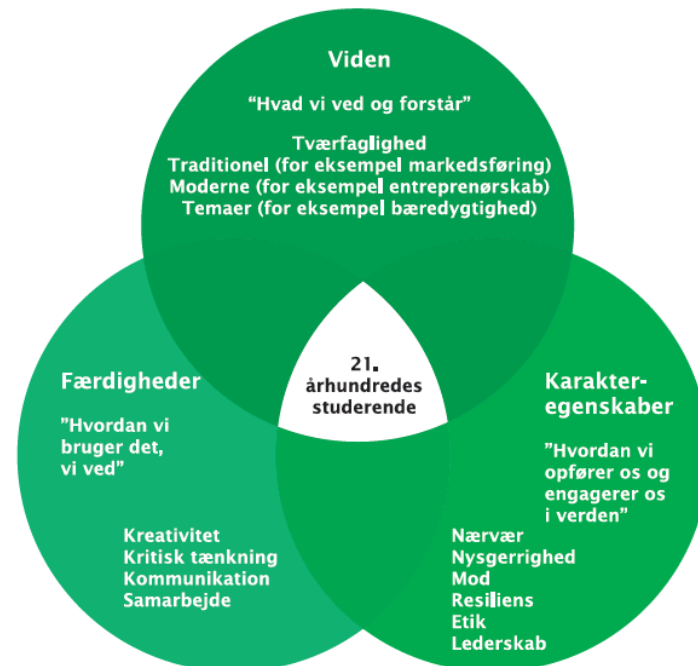 Viden
“Hvad vi ved og forstår”
Tværfaglighed
Traditionel (for eksempel markedsføring)
Moderne (for eksempel entreprenørskab)
Temaer (for eksempel bæredygtighed)
21.
århundredes
studerende
Færdigheder
”Hvordan vi
bruger det,
vi ved”
Kreativitet
Kritisk tænkning
Kommunikation
Samarbejde
Karakter-
egenskaber
”Hvordan vi
opfører os og
engagerer os
i verden”
Nærvær
Nysgerrighed
Mod
Resiliens
Etik
Lederskab